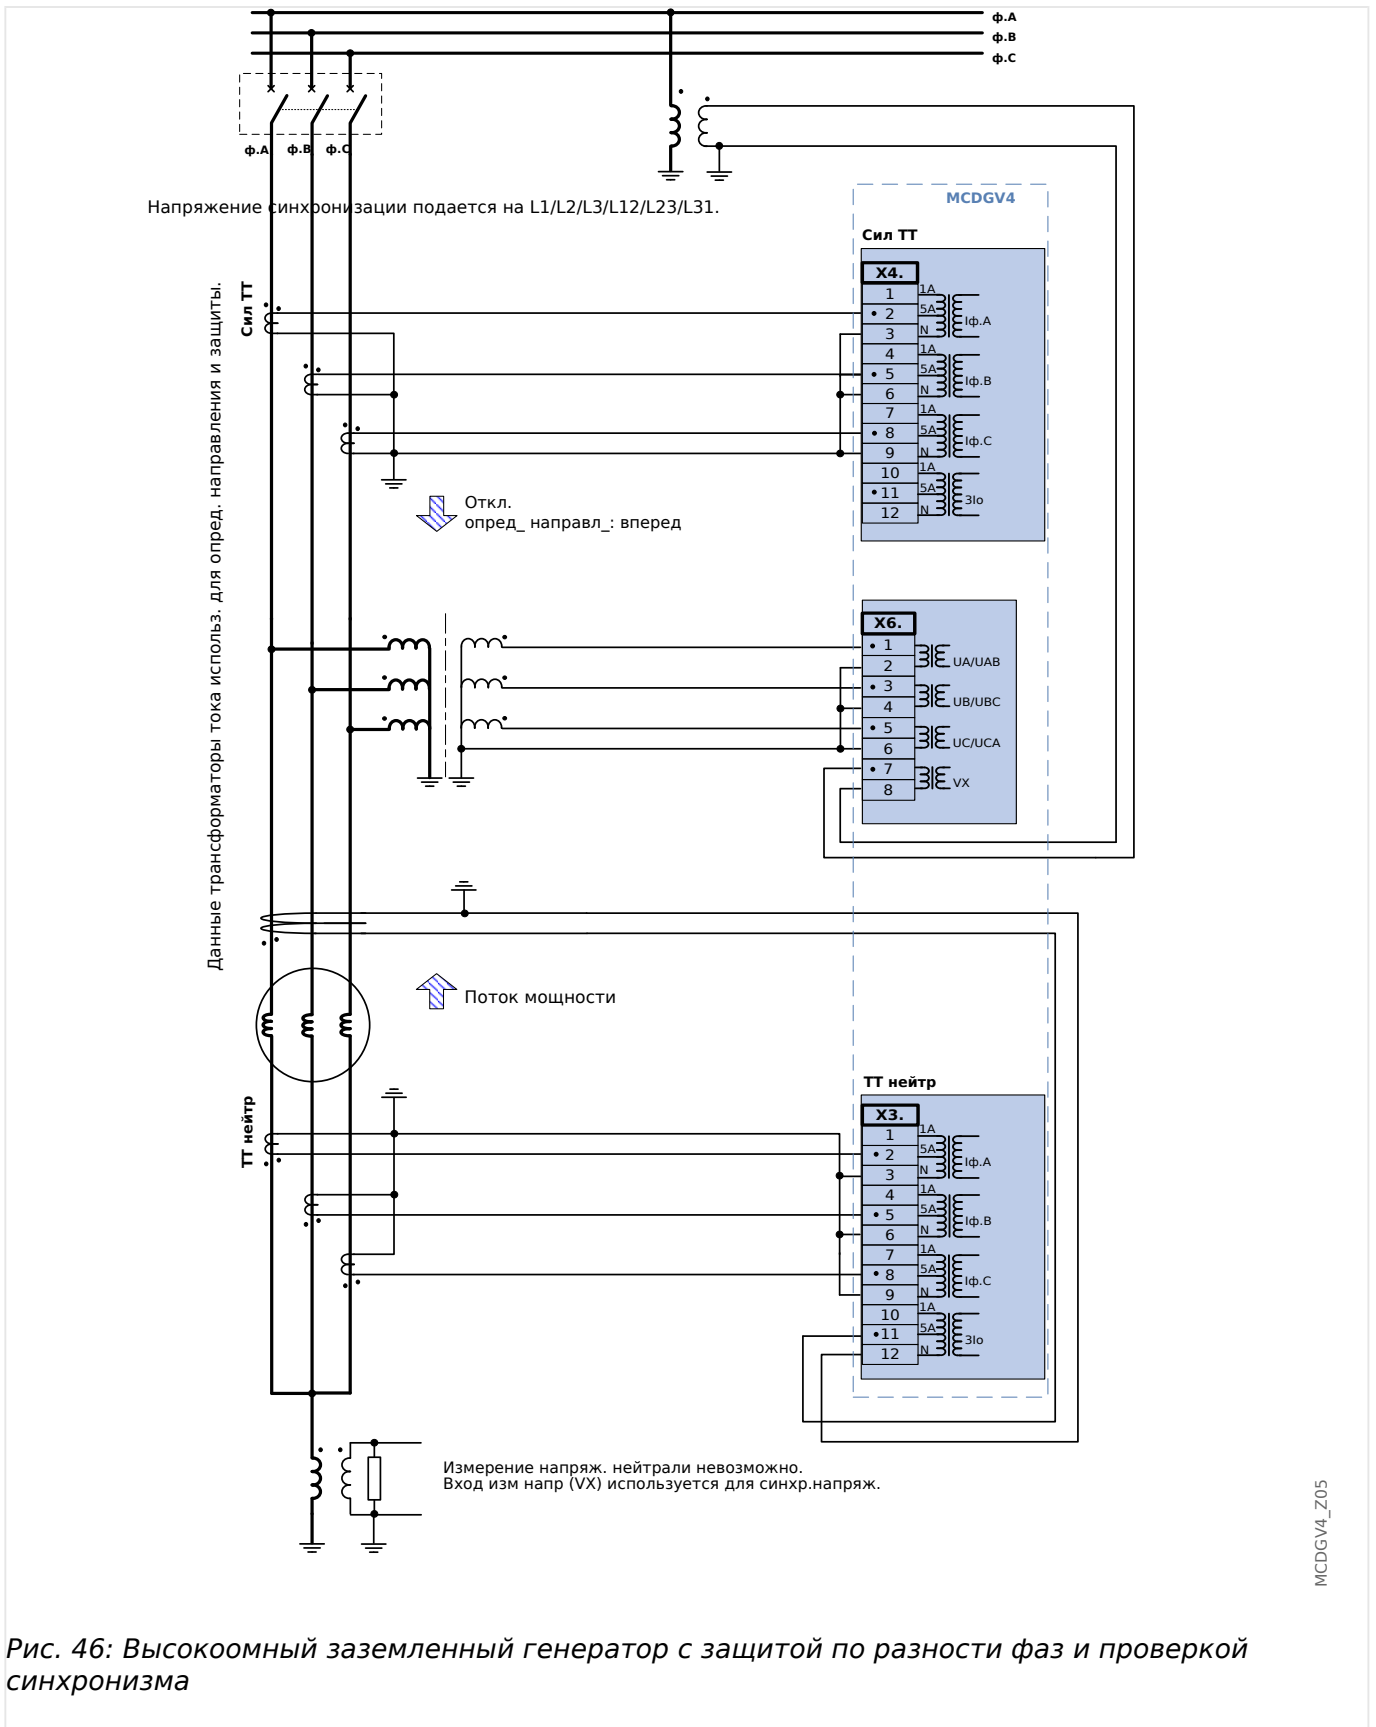 ф.A
ф.B
ф.C
ф.A
ф.B
ф.C
Напряжение синхронизации подается на L1/L2/L3/L12/L23/L31.
MCDGV4
Сил ТТ
X4.
1
2
3
4
5
6
7
8
9
10
11
12
1A
5A
N
Iф.A
1A
5A
N
Iф.B
1A
5A
N
Iф.C
1A
5A
N
3Io
Сил ТТ
Данные трансформаторы тока использ. для опред. направления и защиты.
Откл.
опред_ направл_: вперед
X6.
1
2
3
4
5
6
7
8
UA/UAB
UB/UBC
UC/UCA
VX
Поток мощности
ТТ нейтр
ТТ нейтр
X3.
1
2
3
4
5
6
7
8
9
10
11
12
1A
5A
N
Iф.A
1A
5A
N
Iф.B
1A
5A
N
Iф.C
1A
5A
N
3Io
Измерение напряж. нейтрали невозможно.
Вход изм напр (VX) используется для синхр.напряж.
MCDGV4_Z05
Рис. 46: Высокоомный заземленный генератор с защитой по разности фаз и проверкой
синхронизма